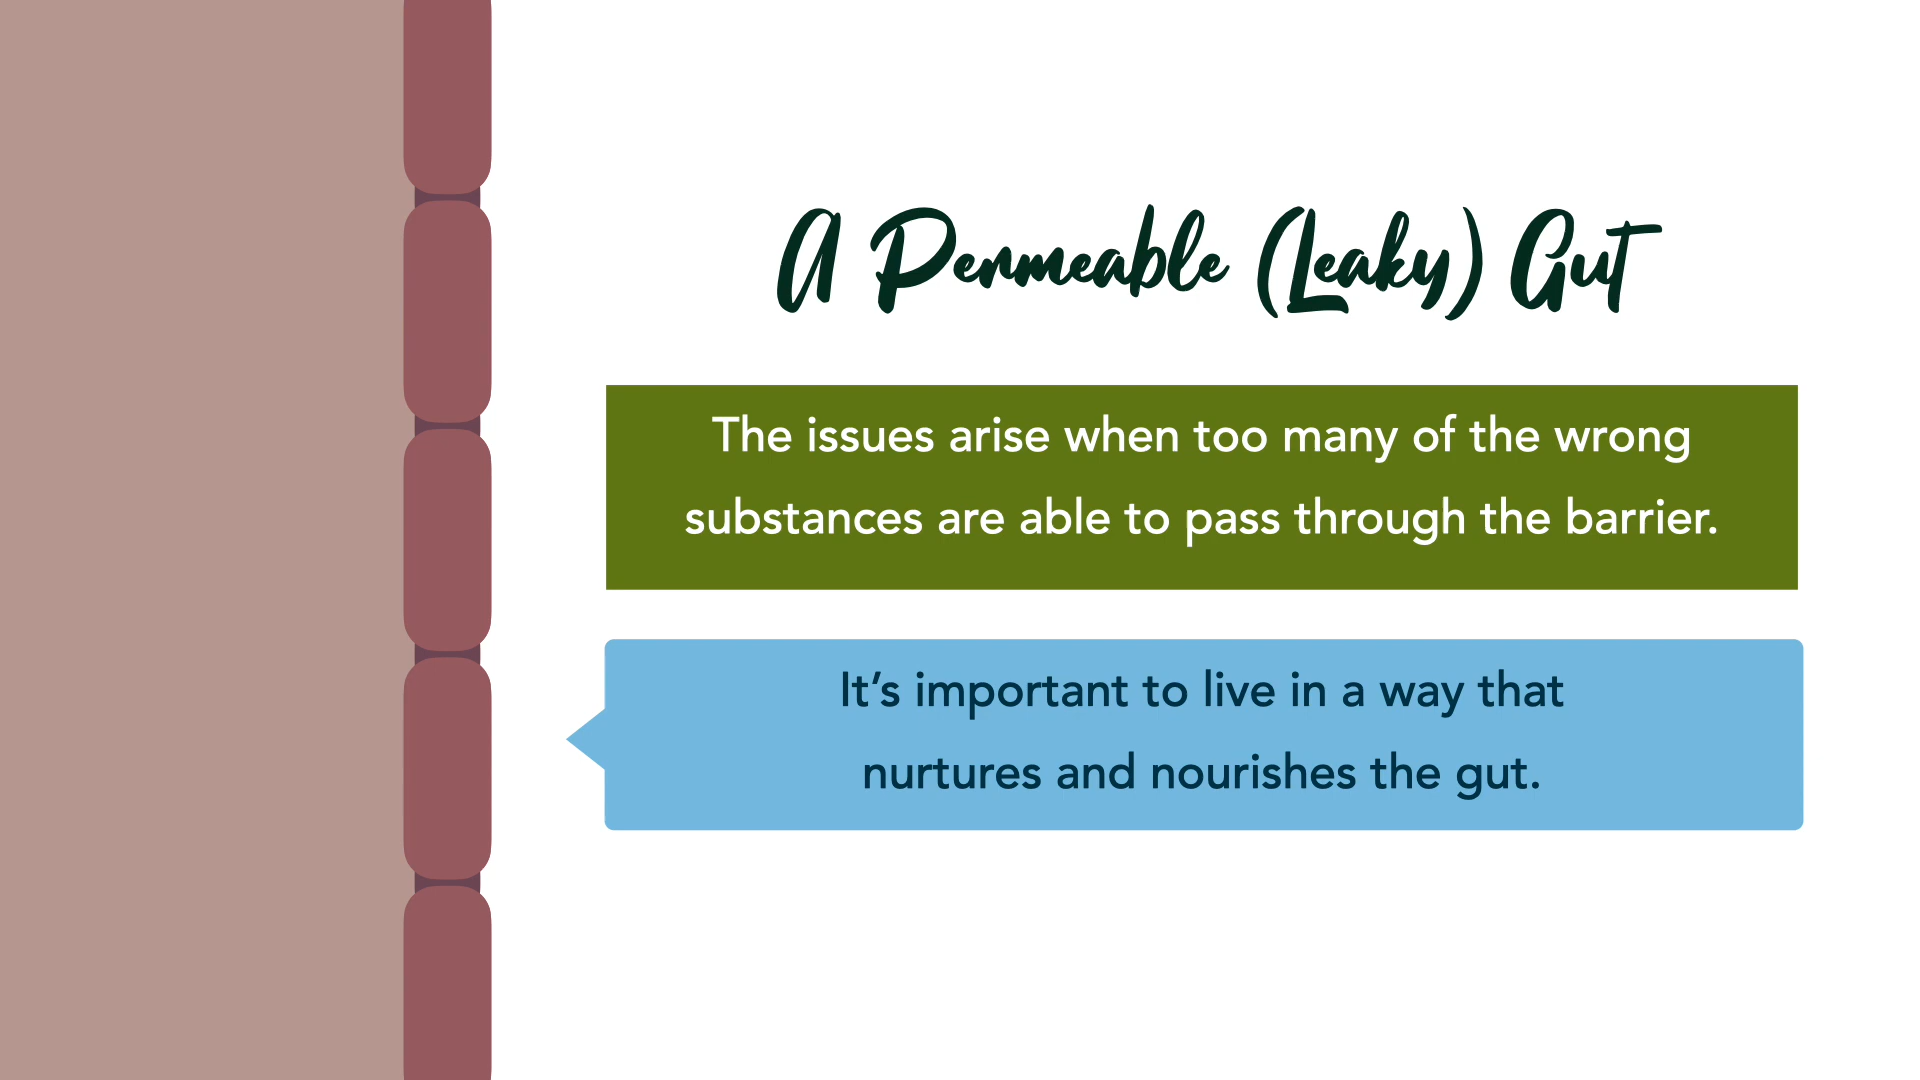 A Permeable (Leaky) Gut
The issues arise when too many of the wrong
substances are able to pass through the barrier.
It’s important to live in a way that
nurtures and nourishes the gut.